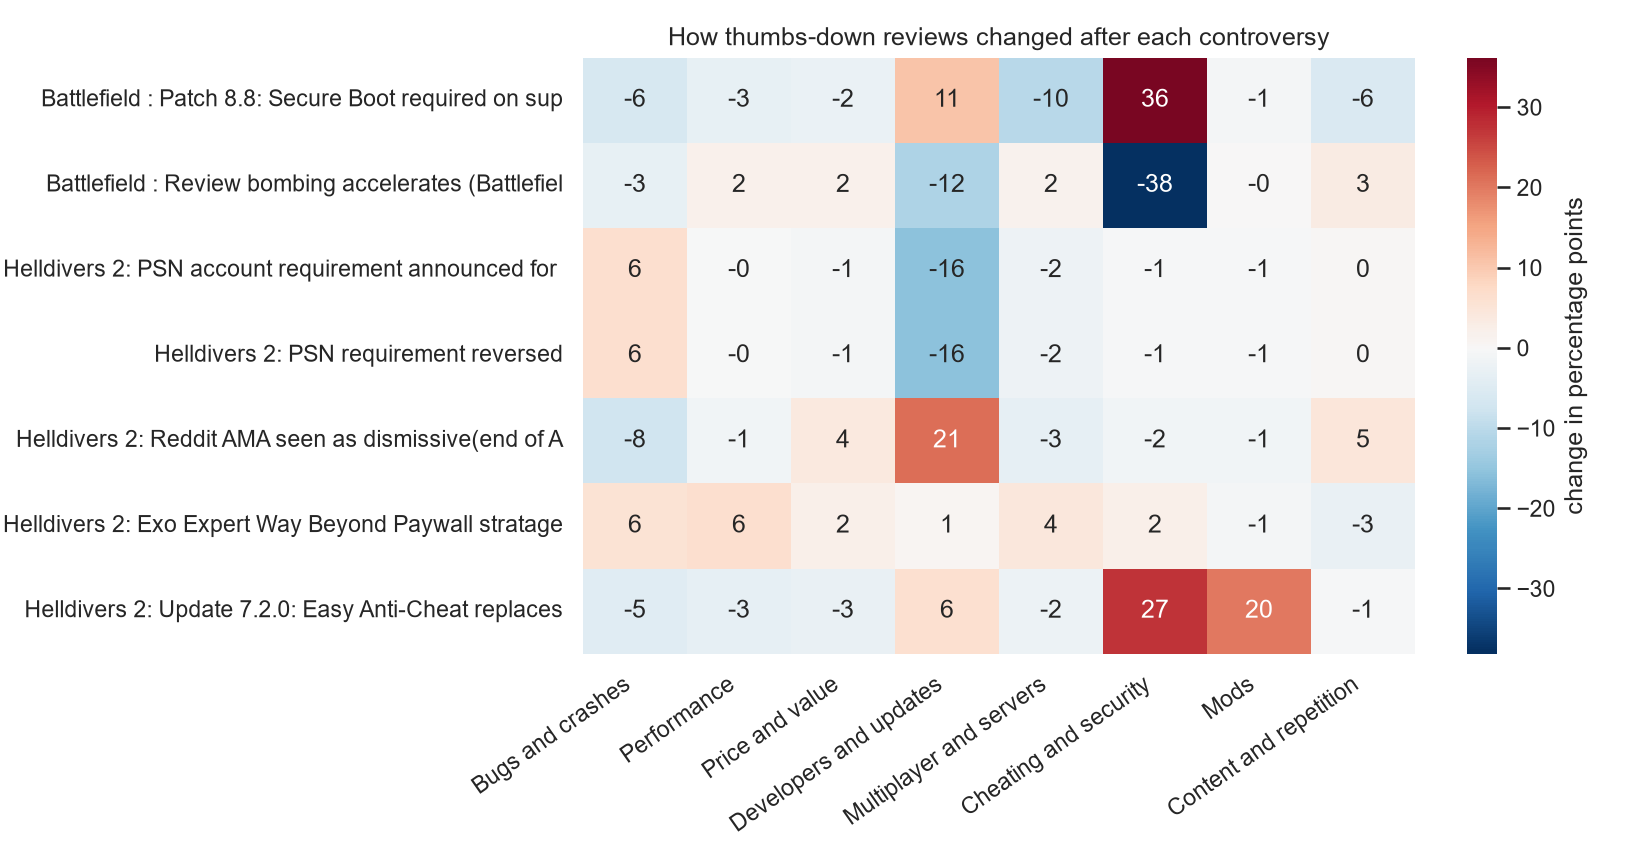 How thumbs-down reviews changed after each controversy
Battlefield : Patch 8.8: Secure Boot required on sup -6 -3 -2 11 -10 36 -1 -6
Battlefield : Review bombing accelerates (Battlefiel -3 2 2 -12 2 -38 -0 3
Helldivers 2: PSN account requirement announced for 6 -0 -1 -16 -2 -1 -1 0
Helldivers 2: PSN requirement reversed 6 -0 -1 -16 -2 -1 -1 0
Helldivers 2: Reddit AMA seen as dismissive(end of A -8 -1 4 21 -3 -2 -1 5
Helldivers 2: Exo Expert Way Beyond Paywall stratage 6 6 2 1 4 2 -1 -3
Helldivers 2: Update 7.2.0: Easy Anti-Cheat replaces -5 -3 -3 6 -2 27 20 -1
Bugs and crashes
Performance
Price and value
Developers and updates
Multiplayer and servers
Cheating and security
Mods
Content and repetition
30
20
10
0
−10
−20
−30
change in percentage points